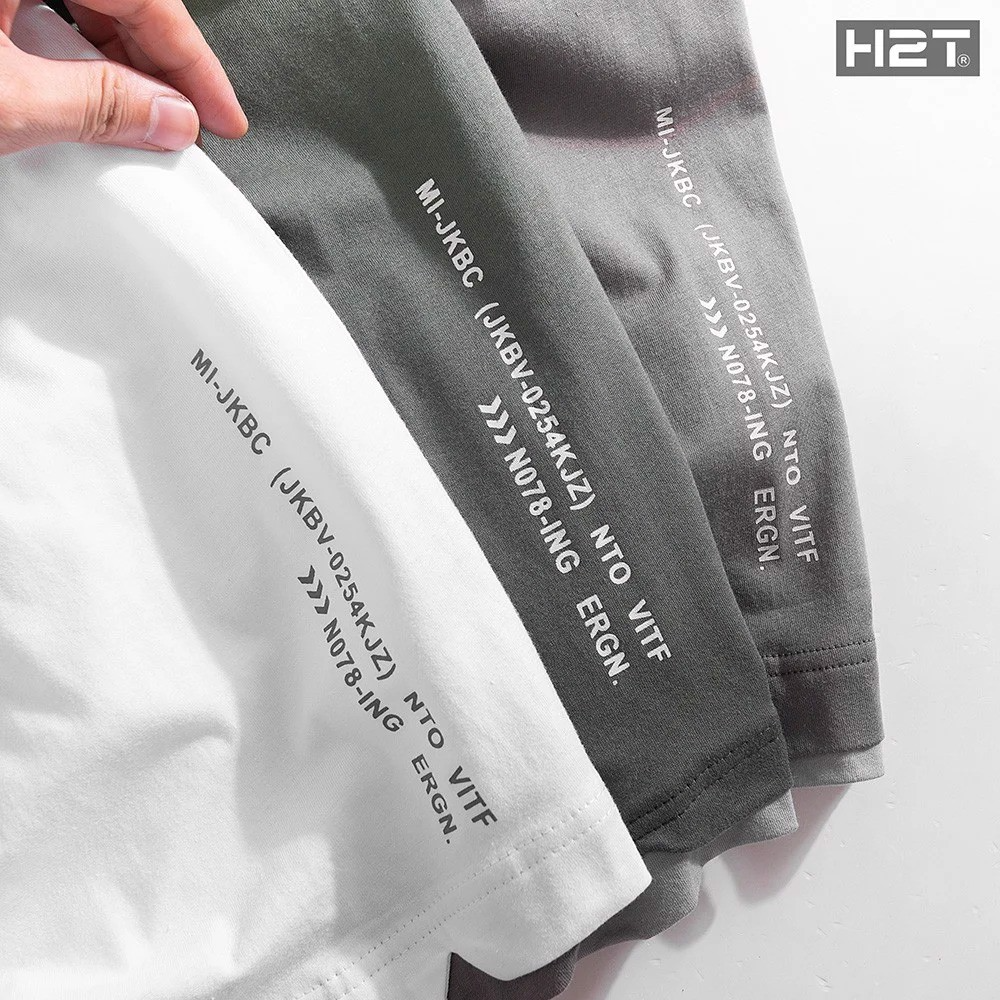 H2T®
MI-JKBC (JKBV-0254KJZ) NTO VITF
>>> N078-ING ERGN.
MI-JKBC (JKBV-0254KJZ) NTO VITF
>>> N078-ING ERGN.
MI-JKBC (JKBV-0254KJZ) NTO VITF
>>> N078-ING ERGN.